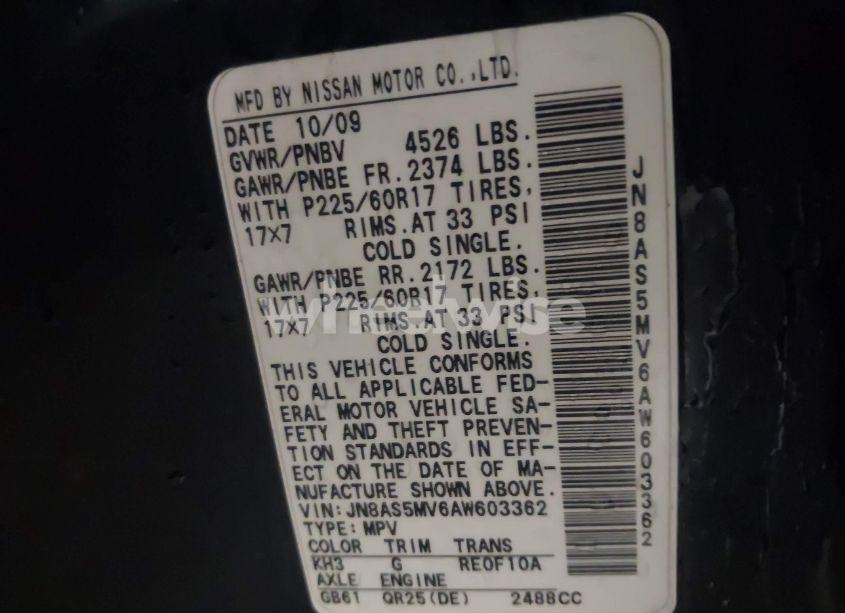 MFD BY NISSAN MOTOR CO.,LTD.
DATE 10/09
GVWR/PNBV 4526 LBS.
GAWR/PNBE FR.2374 LBS.
WITH P225/60R17 TIRES,
17X7 RIMS.AT 33 PSI
COLD SINGLE.
GAWR/PNBE RR.2172 LBS.
WITH P225/60R17 TIRES,
17X7 RIMS.AT 33 PSI
COLD SINGLE.
THIS VEHICLE CONFORMS
TO ALL APPLICABLE FED-
ERAL MOTOR VEHICLE SA-
FETY AND THEFT PREVEN-
TION STANDARDS IN EFF-
ECT ON THE DATE OF MA-
NUFACTURE SHOWN ABOVE.
VIN:JN8AS5MV6AW603362
TYPE:MPV
COLOR TRIM TRANS
KH3 G RE0F10A
AXLE ENGINE
GB61 QR25(DE) 2488CC
JN8AS5MV6AW603362